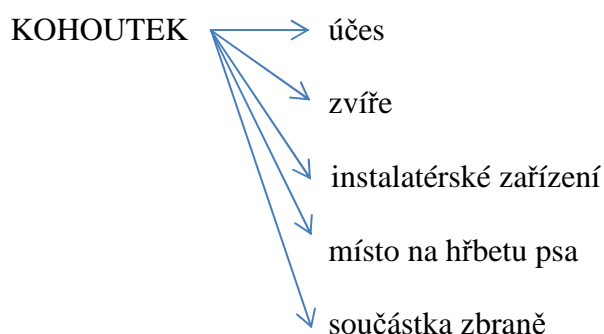 KOHOUTEK účes
zvíře
instalatérské zařízení
místo na hřbetu psa
součástka zbraně